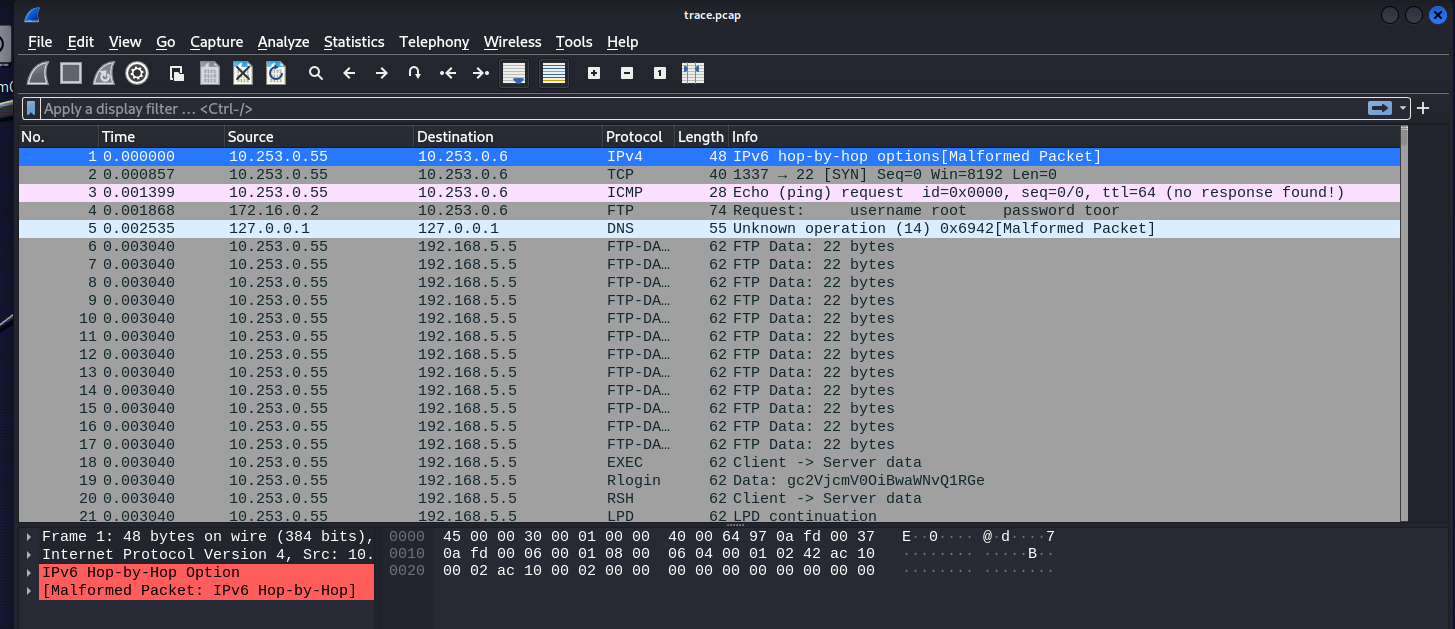 trace.pcap
File Edit View Go Capture Analyze Statistics Telephony Wireless Tools Help
Apply a display filter … <Ctrl-/>
No. Time Source Destination Protocol Length Info
1 0.000000 10.253.0.55 10.253.0.6 IPv4 48 IPv6 hop-by-hop options[Malformed Packet]
2 0.000857 10.253.0.55 10.253.0.6 TCP 40 1337 → 22 [SYN] Seq=0 Win=8192 Len=0
3 0.001399 10.253.0.55 10.253.0.6 ICMP 28 Echo (ping) request id=0x0000, seq=0/0, ttl=64 (no response found!)
4 0.001868 172.16.0.2 10.253.0.6 FTP 74 Request: username root password toor
5 0.002535 127.0.0.1 127.0.0.1 DNS 55 Unknown operation (14) 0x6942[Malformed Packet]
6 0.003040 10.253.0.55 192.168.5.5 FTP-DA… 62 FTP Data: 22 bytes
7 0.003040 10.253.0.55 192.168.5.5 FTP-DA… 62 FTP Data: 22 bytes
8 0.003040 10.253.0.55 192.168.5.5 FTP-DA… 62 FTP Data: 22 bytes
9 0.003040 10.253.0.55 192.168.5.5 FTP-DA… 62 FTP Data: 22 bytes
10 0.003040 10.253.0.55 192.168.5.5 FTP-DA… 62 FTP Data: 22 bytes
11 0.003040 10.253.0.55 192.168.5.5 FTP-DA… 62 FTP Data: 22 bytes
12 0.003040 10.253.0.55 192.168.5.5 FTP-DA… 62 FTP Data: 22 bytes
13 0.003040 10.253.0.55 192.168.5.5 FTP-DA… 62 FTP Data: 22 bytes
14 0.003040 10.253.0.55 192.168.5.5 FTP-DA… 62 FTP Data: 22 bytes
15 0.003040 10.253.0.55 192.168.5.5 FTP-DA… 62 FTP Data: 22 bytes
16 0.003040 10.253.0.55 192.168.5.5 FTP-DA… 62 FTP Data: 22 bytes
17 0.003040 10.253.0.55 192.168.5.5 FTP-DA… 62 FTP Data: 22 bytes
18 0.003040 10.253.0.55 192.168.5.5 EXEC 62 Client -> Server data
19 0.003040 10.253.0.55 192.168.5.5 Rlogin 62 Data: gc2VjcmV0OiBwaWNvQ1RGe
20 0.003040 10.253.0.55 192.168.5.5 RSH 62 Client -> Server data
21 0.003040 10.253.0.55 192.168.5.5 LPD 62 LPD continuation
Frame 1: 48 bytes on wire (384 bits),
Internet Protocol Version 4, Src: 10.
IPv6 Hop-by-Hop Option
[Malformed Packet: IPv6 Hop-by-Hop]
0000 45 00 00 30 00 01 00 00 40 00 64 97 0a fd 00 37 E··0···· @·d····7
0010 0a fd 00 06 00 01 08 00 06 04 00 01 02 42 ac 10 ········ ·····B··
0020 00 02 ac 10 00 02 00 00 00 00 00 00 00 00 00 00 ········ ········